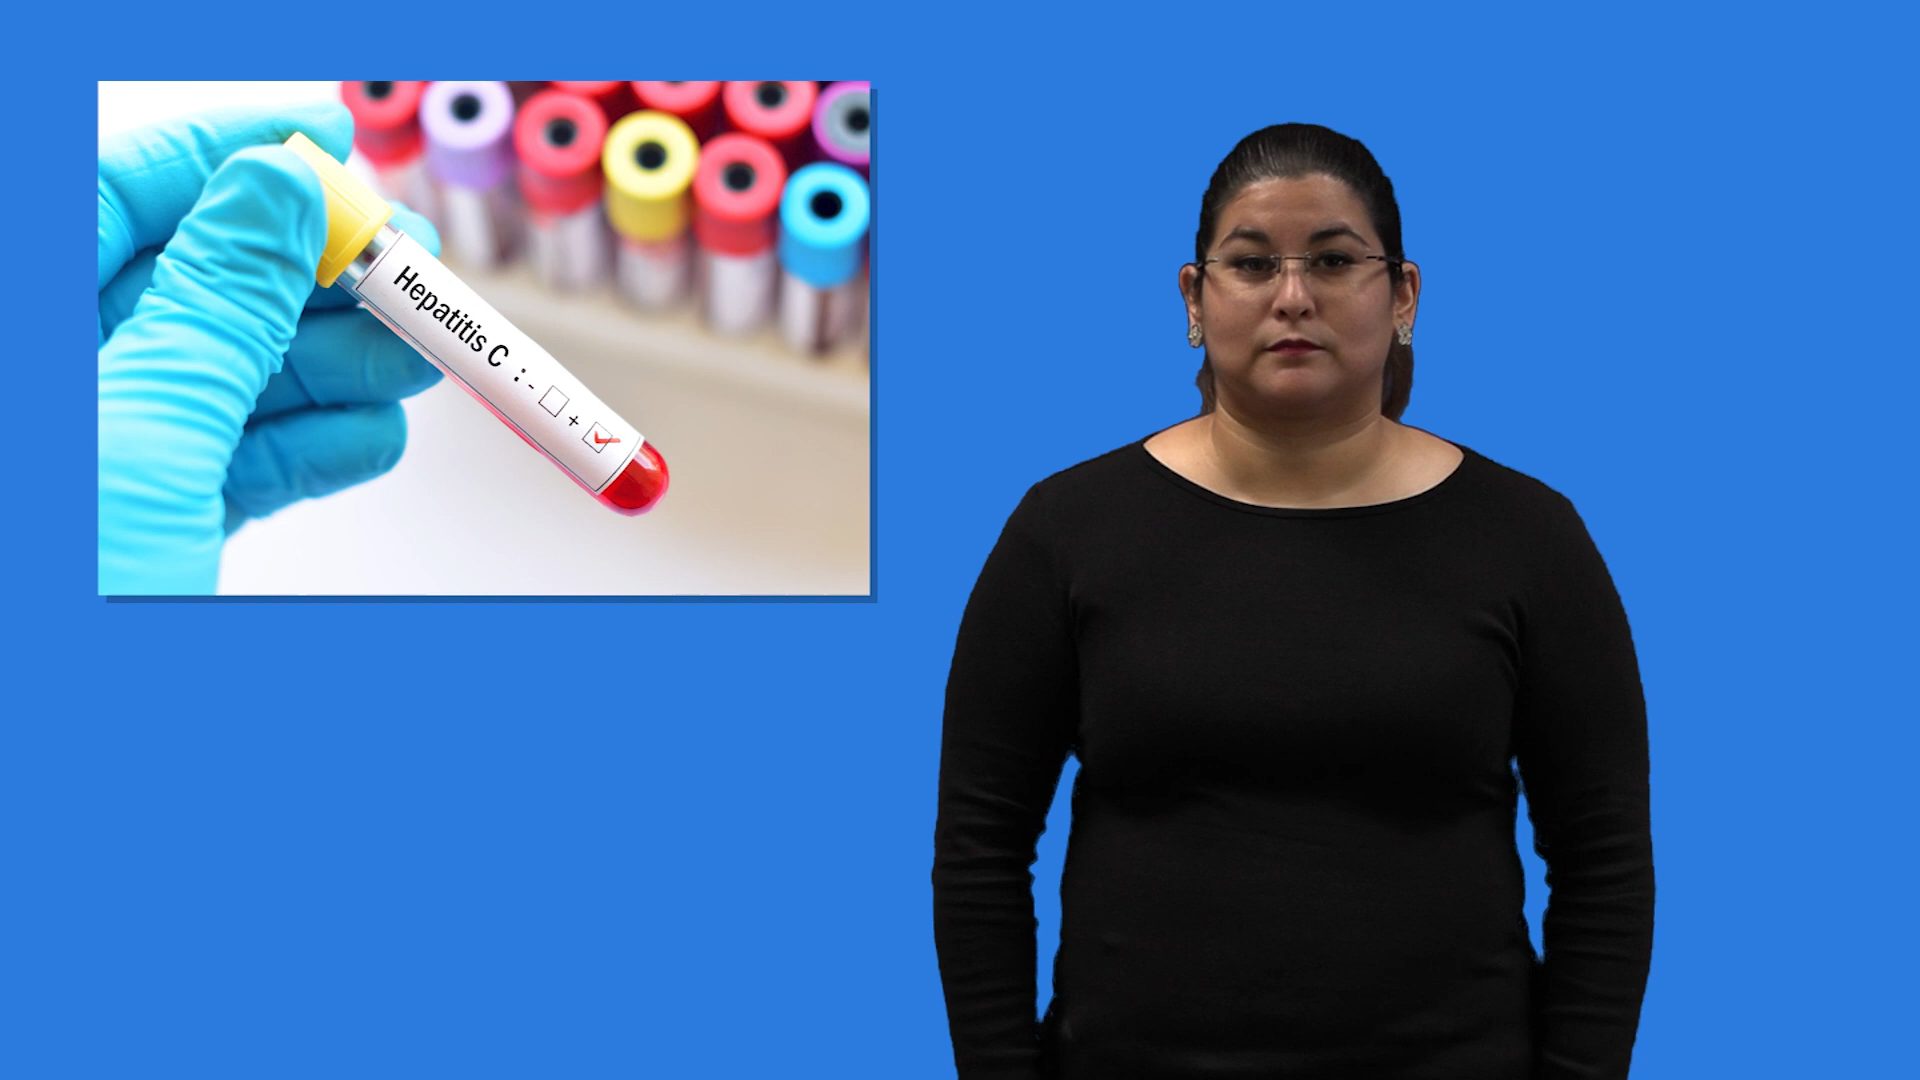 Hepatitis C : - ☐ + ☑